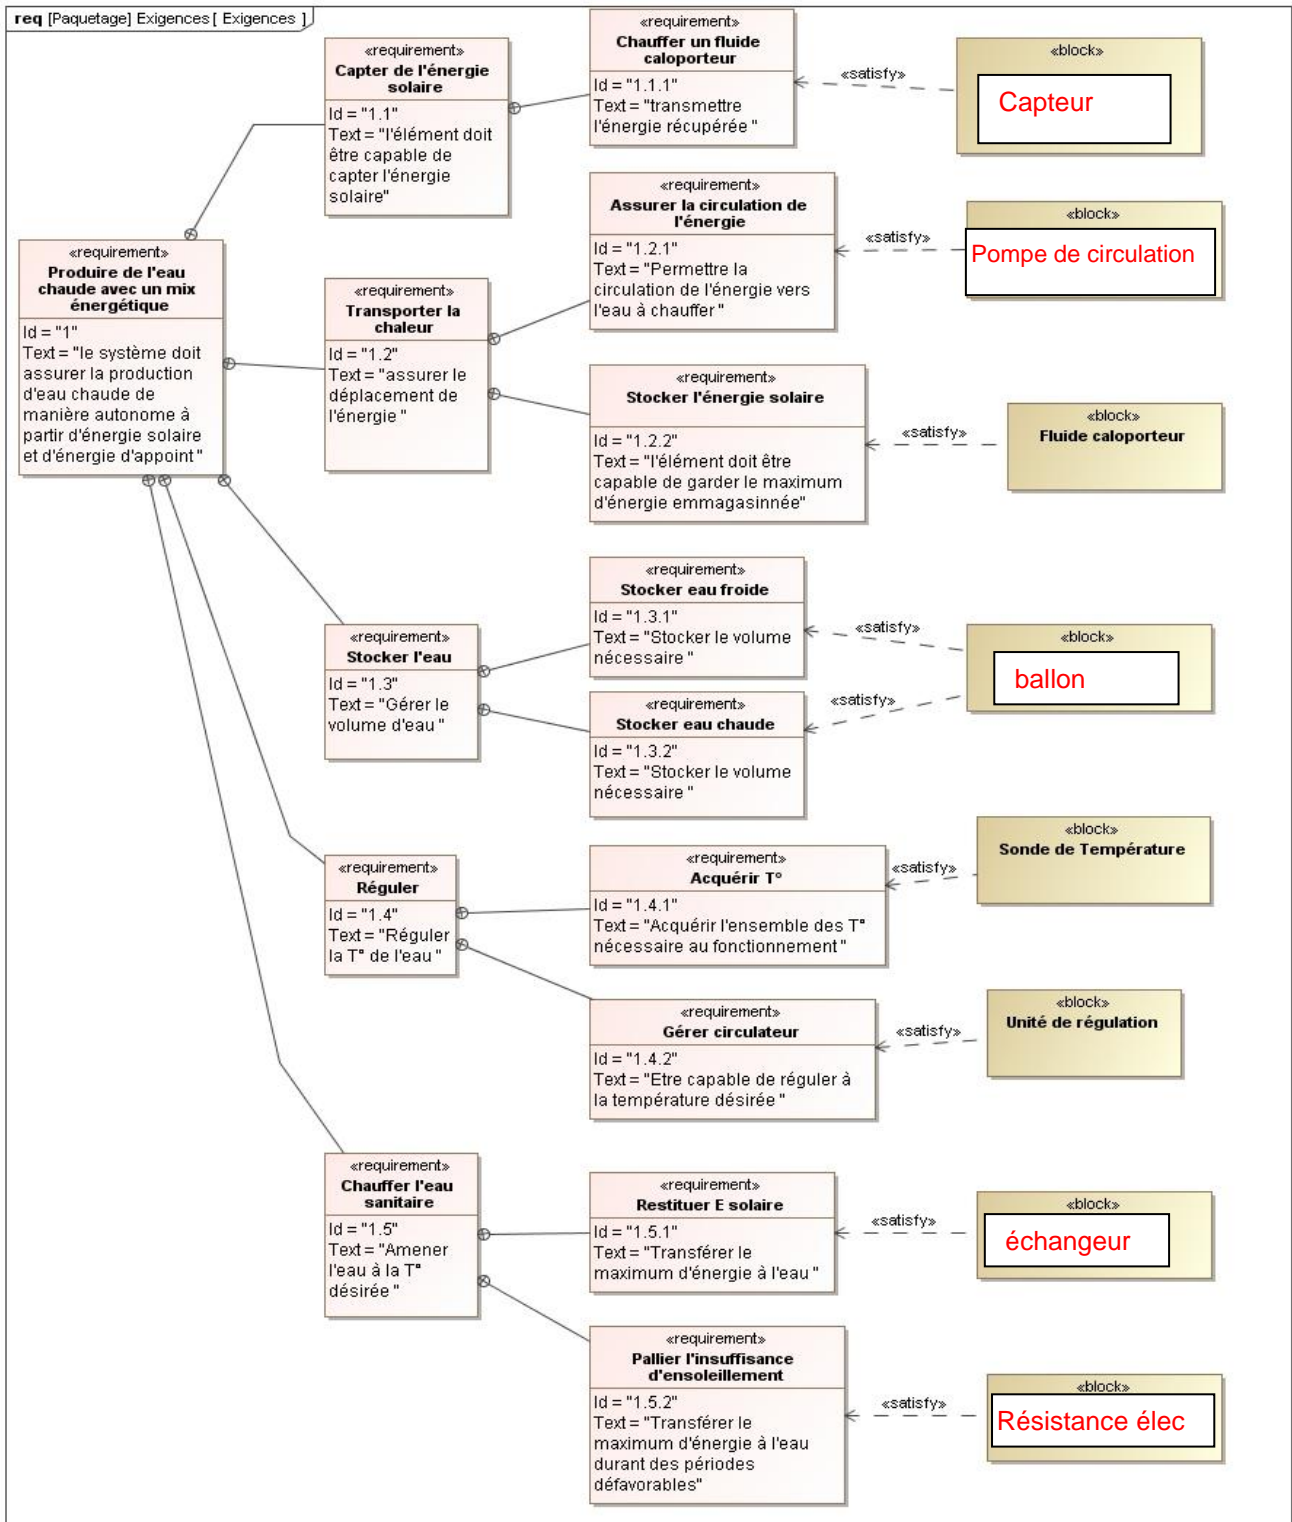 req [Paquetage] Exigences [ Exigences ]
«requirement»
Produire de l'eau
chaude avec un mix
énergétique
Id = "1"
Text = "le système doit
assurer la production
d'eau chaude de
manière autonome à
partir d'énergie solaire
et d'énergie d'appoint "
«requirement»
Capter de l'énergie
solaire
Id = "1.1"
Text = "l'élément doit
être capable de
capter l'énergie
solaire"
«requirement»
Chauffer un fluide
caloporteur
Id = "1.1.1"
Text = "transmettre
l'énergie récupérée "
«satisfy»
«block»
Capteur
«requirement»
Transporter la
chaleur
Id = "1.2"
Text = "assurer le
déplacement de
l'énergie "
«requirement»
Assurer la circulation de
l'énergie
Id = "1.2.1"
Text = "Permettre la
circulation de l'énergie vers
l'eau à chauffer "
«satisfy»
«block»
Pompe de circulation
«requirement»
Stocker l'énergie solaire
Id = "1.2.2"
Text = "l'élément doit être
capable de garder le maximum
d'énergie emmagasinnée"
«satisfy»
«block»
Fluide caloporteur
«requirement»
Stocker l'eau
Id = "1.3"
Text = "Gérer le
volume d'eau "
«requirement»
Stocker eau froide
Id = "1.3.1"
Text = "Stocker le volume
nécessaire "
«satisfy»
«requirement»
Stocker eau chaude
Id = "1.3.2"
Text = "Stocker le volume
nécessaire "
«satisfy»
«block»
ballon
«requirement»
Réguler
Id = "1.4"
Text = "Réguler
la T° de l'eau "
«requirement»
Acquérir T°
Id = "1.4.1"
Text = "Acquérir l'ensemble des T°
nécessaire au fonctionnement "
«satisfy»
«block»
Sonde de Température
«requirement»
Gérer circulateur
Id = "1.4.2"
Text = "Etre capable de réguler à
la température désirée "
«satisfy»
«block»
Unité de régulation
«requirement»
Chauffer l'eau
sanitaire
Id = "1.5"
Text = "Amener
l'eau à la T°
désirée "
«requirement»
Restituer E solaire
Id = "1.5.1"
Text = "Transférer le
maximum d'énergie à l'eau "
«satisfy»
«block»
échangeur
«requirement»
Pallier l'insuffisance
d'ensoleillement
Id = "1.5.2"
Text = "Transférer le
maximum d'énergie à l'eau
durant des périodes
défavorables"
«satisfy»
«block»
Résistance élec